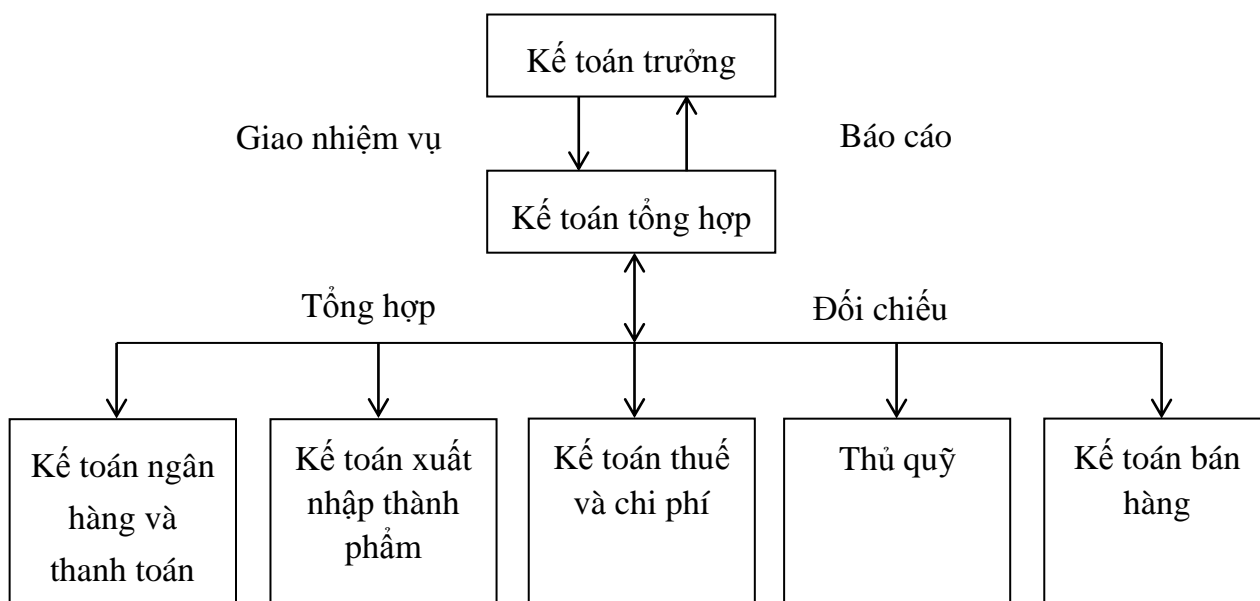 Kế toán trưởng
Giao nhiệm vụ
Báo cáo
Kế toán tổng hợp
Tổng hợp
Đối chiếu
Kế toán ngân
hàng và
thanh toán
Kế toán xuất
nhập thành
phẩm
Kế toán thuế
và chi phí
Thủ quỹ
Kế toán bán
hàng